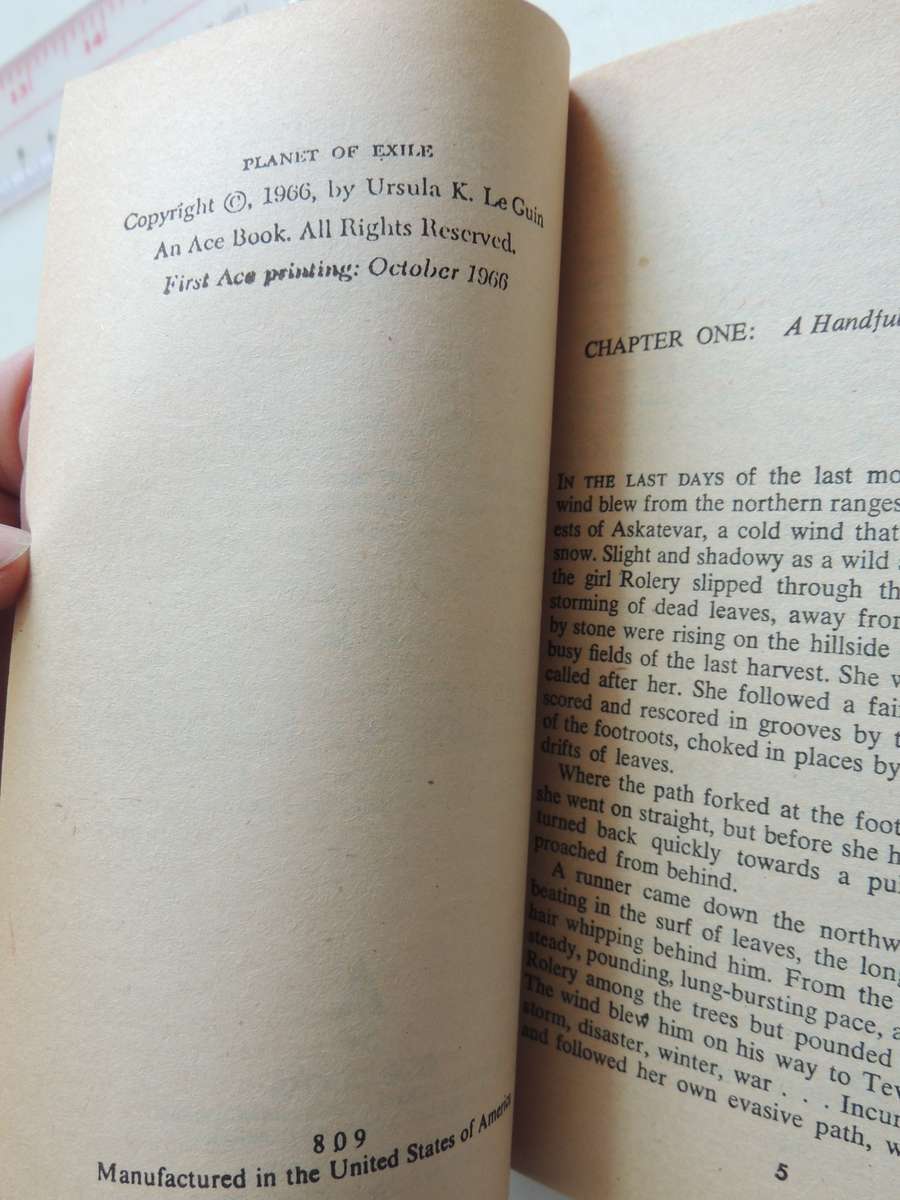 PLANET OF EXILE
Copyright ©, 1966, by Ursula K. Le Guin
An Ace Book. All Rights Reserved.
First Ace printing: October 1966
809
Manufactured in the United States of America
CHAPTER ONE: A Handfu
IN THE LAST DAYS of the last mo
wind blew from the northern ranges
ests of Askatevar, a cold wind that
snow. Slight and shadowy as a wild
the girl Rolery slipped through th
storming of dead leaves, away from
by stone were rising on the hillside
busy fields of the last harvest. She w
called after her. She followed a fai
scored and rescored in grooves by t
of the footroots, choked in places by
drifts of leaves.
Where the path forked at the foot
she went on straight, but before she h
turned back quickly towards a pul
proached from behind.
A runner came down the northw
beating in the surf of leaves, the long
hair whipping behind him. From the
steady, pounding, lung-bursting pace, a
Rolery among the trees but pounded
The wind blew him on his way to Tev
storm, disaster, winter, war . . . Incur
and followed her own evasive path, w
5